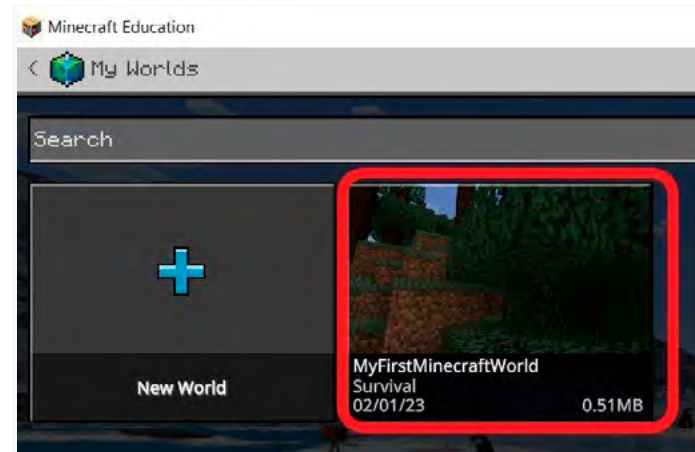 Minecraft Education
< My Worlds
Search
New World
MyFirstMinecraftWorld
Survival
02/01/23 0.51MB